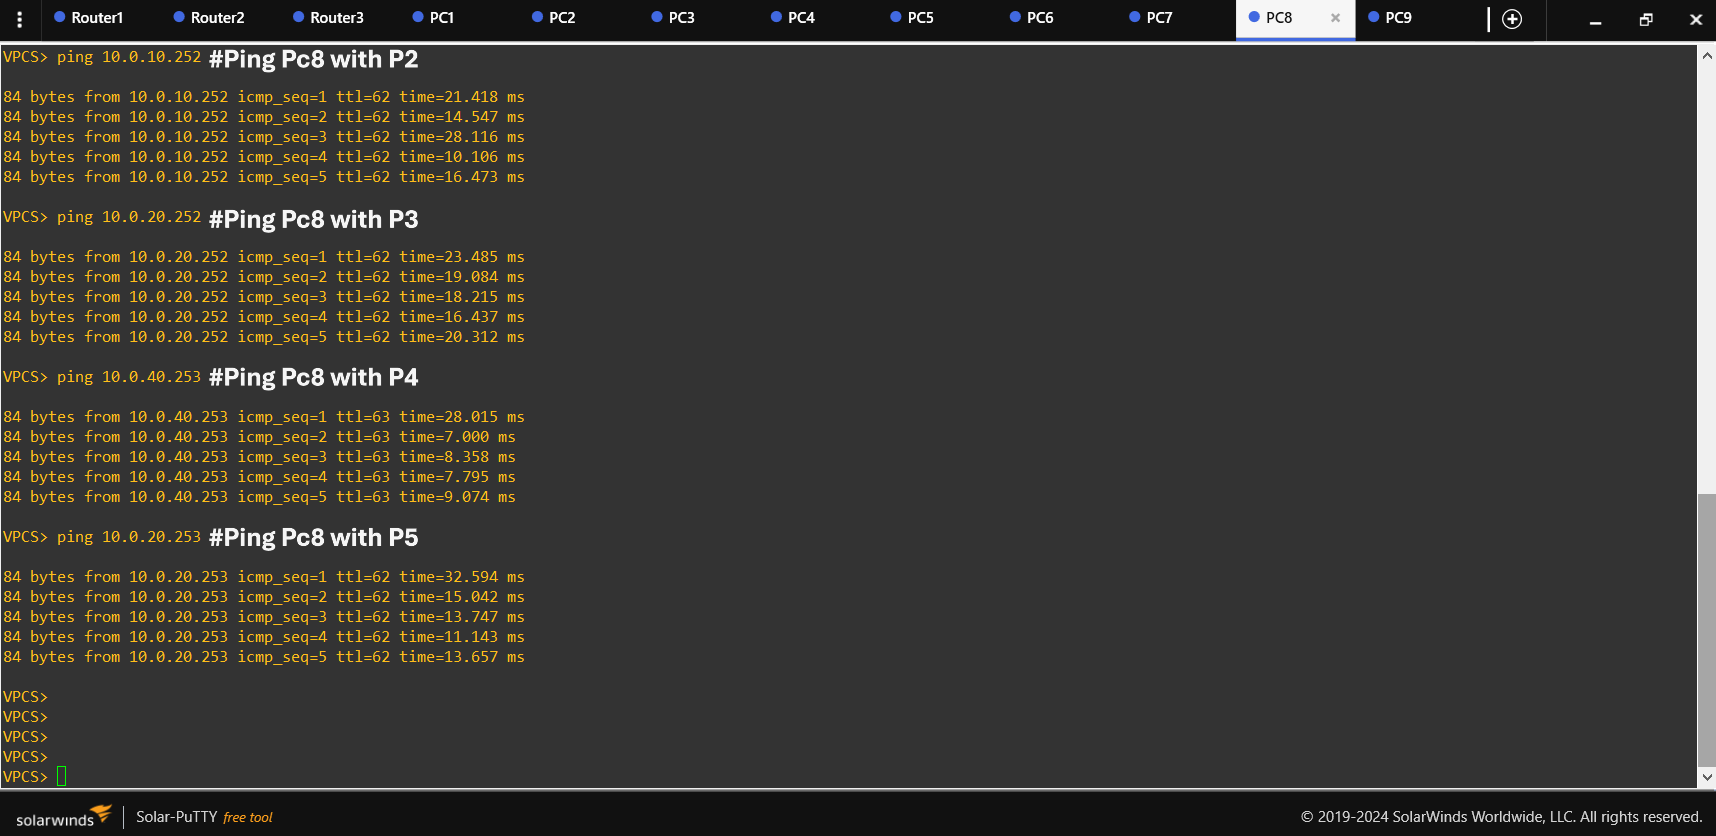 Router1 Router2 Router3 PC1 PC2 PC3 PC4 PC5 PC6 PC7 PC8 PC9
VPCS> ping 10.0.10.252 #Ping Pc8 with P2
84 bytes from 10.0.10.252 icmp_seq=1 ttl=62 time=21.418 ms
84 bytes from 10.0.10.252 icmp_seq=2 ttl=62 time=14.547 ms
84 bytes from 10.0.10.252 icmp_seq=3 ttl=62 time=28.116 ms
84 bytes from 10.0.10.252 icmp_seq=4 ttl=62 time=10.106 ms
84 bytes from 10.0.10.252 icmp_seq=5 ttl=62 time=16.473 ms
VPCS> ping 10.0.20.252 #Ping Pc8 with P3
84 bytes from 10.0.20.252 icmp_seq=1 ttl=62 time=23.485 ms
84 bytes from 10.0.20.252 icmp_seq=2 ttl=62 time=19.084 ms
84 bytes from 10.0.20.252 icmp_seq=3 ttl=62 time=18.215 ms
84 bytes from 10.0.20.252 icmp_seq=4 ttl=62 time=16.437 ms
84 bytes from 10.0.20.252 icmp_seq=5 ttl=62 time=20.312 ms
VPCS> ping 10.0.40.253 #Ping Pc8 with P4
84 bytes from 10.0.40.253 icmp_seq=1 ttl=63 time=28.015 ms
84 bytes from 10.0.40.253 icmp_seq=2 ttl=63 time=7.000 ms
84 bytes from 10.0.40.253 icmp_seq=3 ttl=63 time=8.358 ms
84 bytes from 10.0.40.253 icmp_seq=4 ttl=63 time=7.795 ms
84 bytes from 10.0.40.253 icmp_seq=5 ttl=63 time=9.074 ms
VPCS> ping 10.0.20.253 #Ping Pc8 with P5
84 bytes from 10.0.20.253 icmp_seq=1 ttl=62 time=32.594 ms
84 bytes from 10.0.20.253 icmp_seq=2 ttl=62 time=15.042 ms
84 bytes from 10.0.20.253 icmp_seq=3 ttl=62 time=13.747 ms
84 bytes from 10.0.20.253 icmp_seq=4 ttl=62 time=11.143 ms
84 bytes from 10.0.20.253 icmp_seq=5 ttl=62 time=13.657 ms
VPCS>
VPCS>
VPCS>
VPCS>
VPCS>
solarwinds Solar-PuTTY free tool © 2019-2024 SolarWinds Worldwide, LLC. All rights reserved.